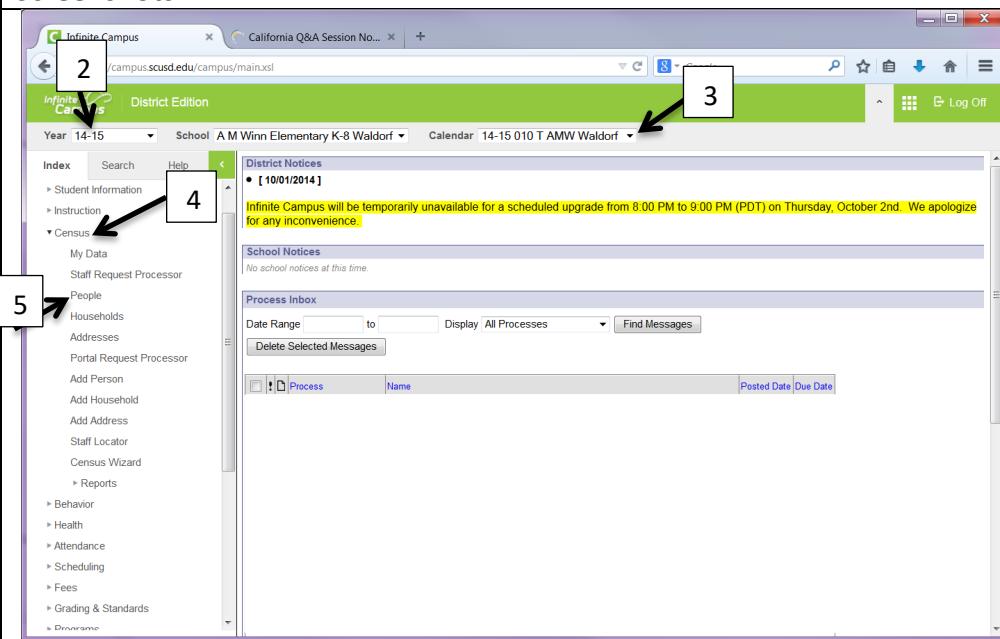 Infinite Campus
California Q&A Session No...
2
/campus.scusd.edu/campus/main.xsl
3
Infinite
Campus
District Edition
Log Off
Year 14-15 School A M Winn Elementary K-8 Waldorf Calendar 14-15 010 T AMW Waldorf
Index Search Help
Student Information
4
Instruction
Census
My Data
Staff Request Processor
5
People
Households
Addresses
Portal Request Processor
Add Person
Add Household
Add Address
Staff Locator
Census Wizard
Reports
Behavior
Health
Attendance
Scheduling
Fees
Grading & Standards
Programs
District Notices
[ 10/01/2014 ]
Infinite Campus will be temporarily unavailable for a scheduled upgrade from 8:00 PM to 9:00 PM (PDT) on Thursday, October 2nd. We apologize
for any inconvenience.
School Notices
No school notices at this time.
Process Inbox
Date Range to Display All Processes Find Messages
Delete Selected Messages
! Process Name Posted Date Due Date